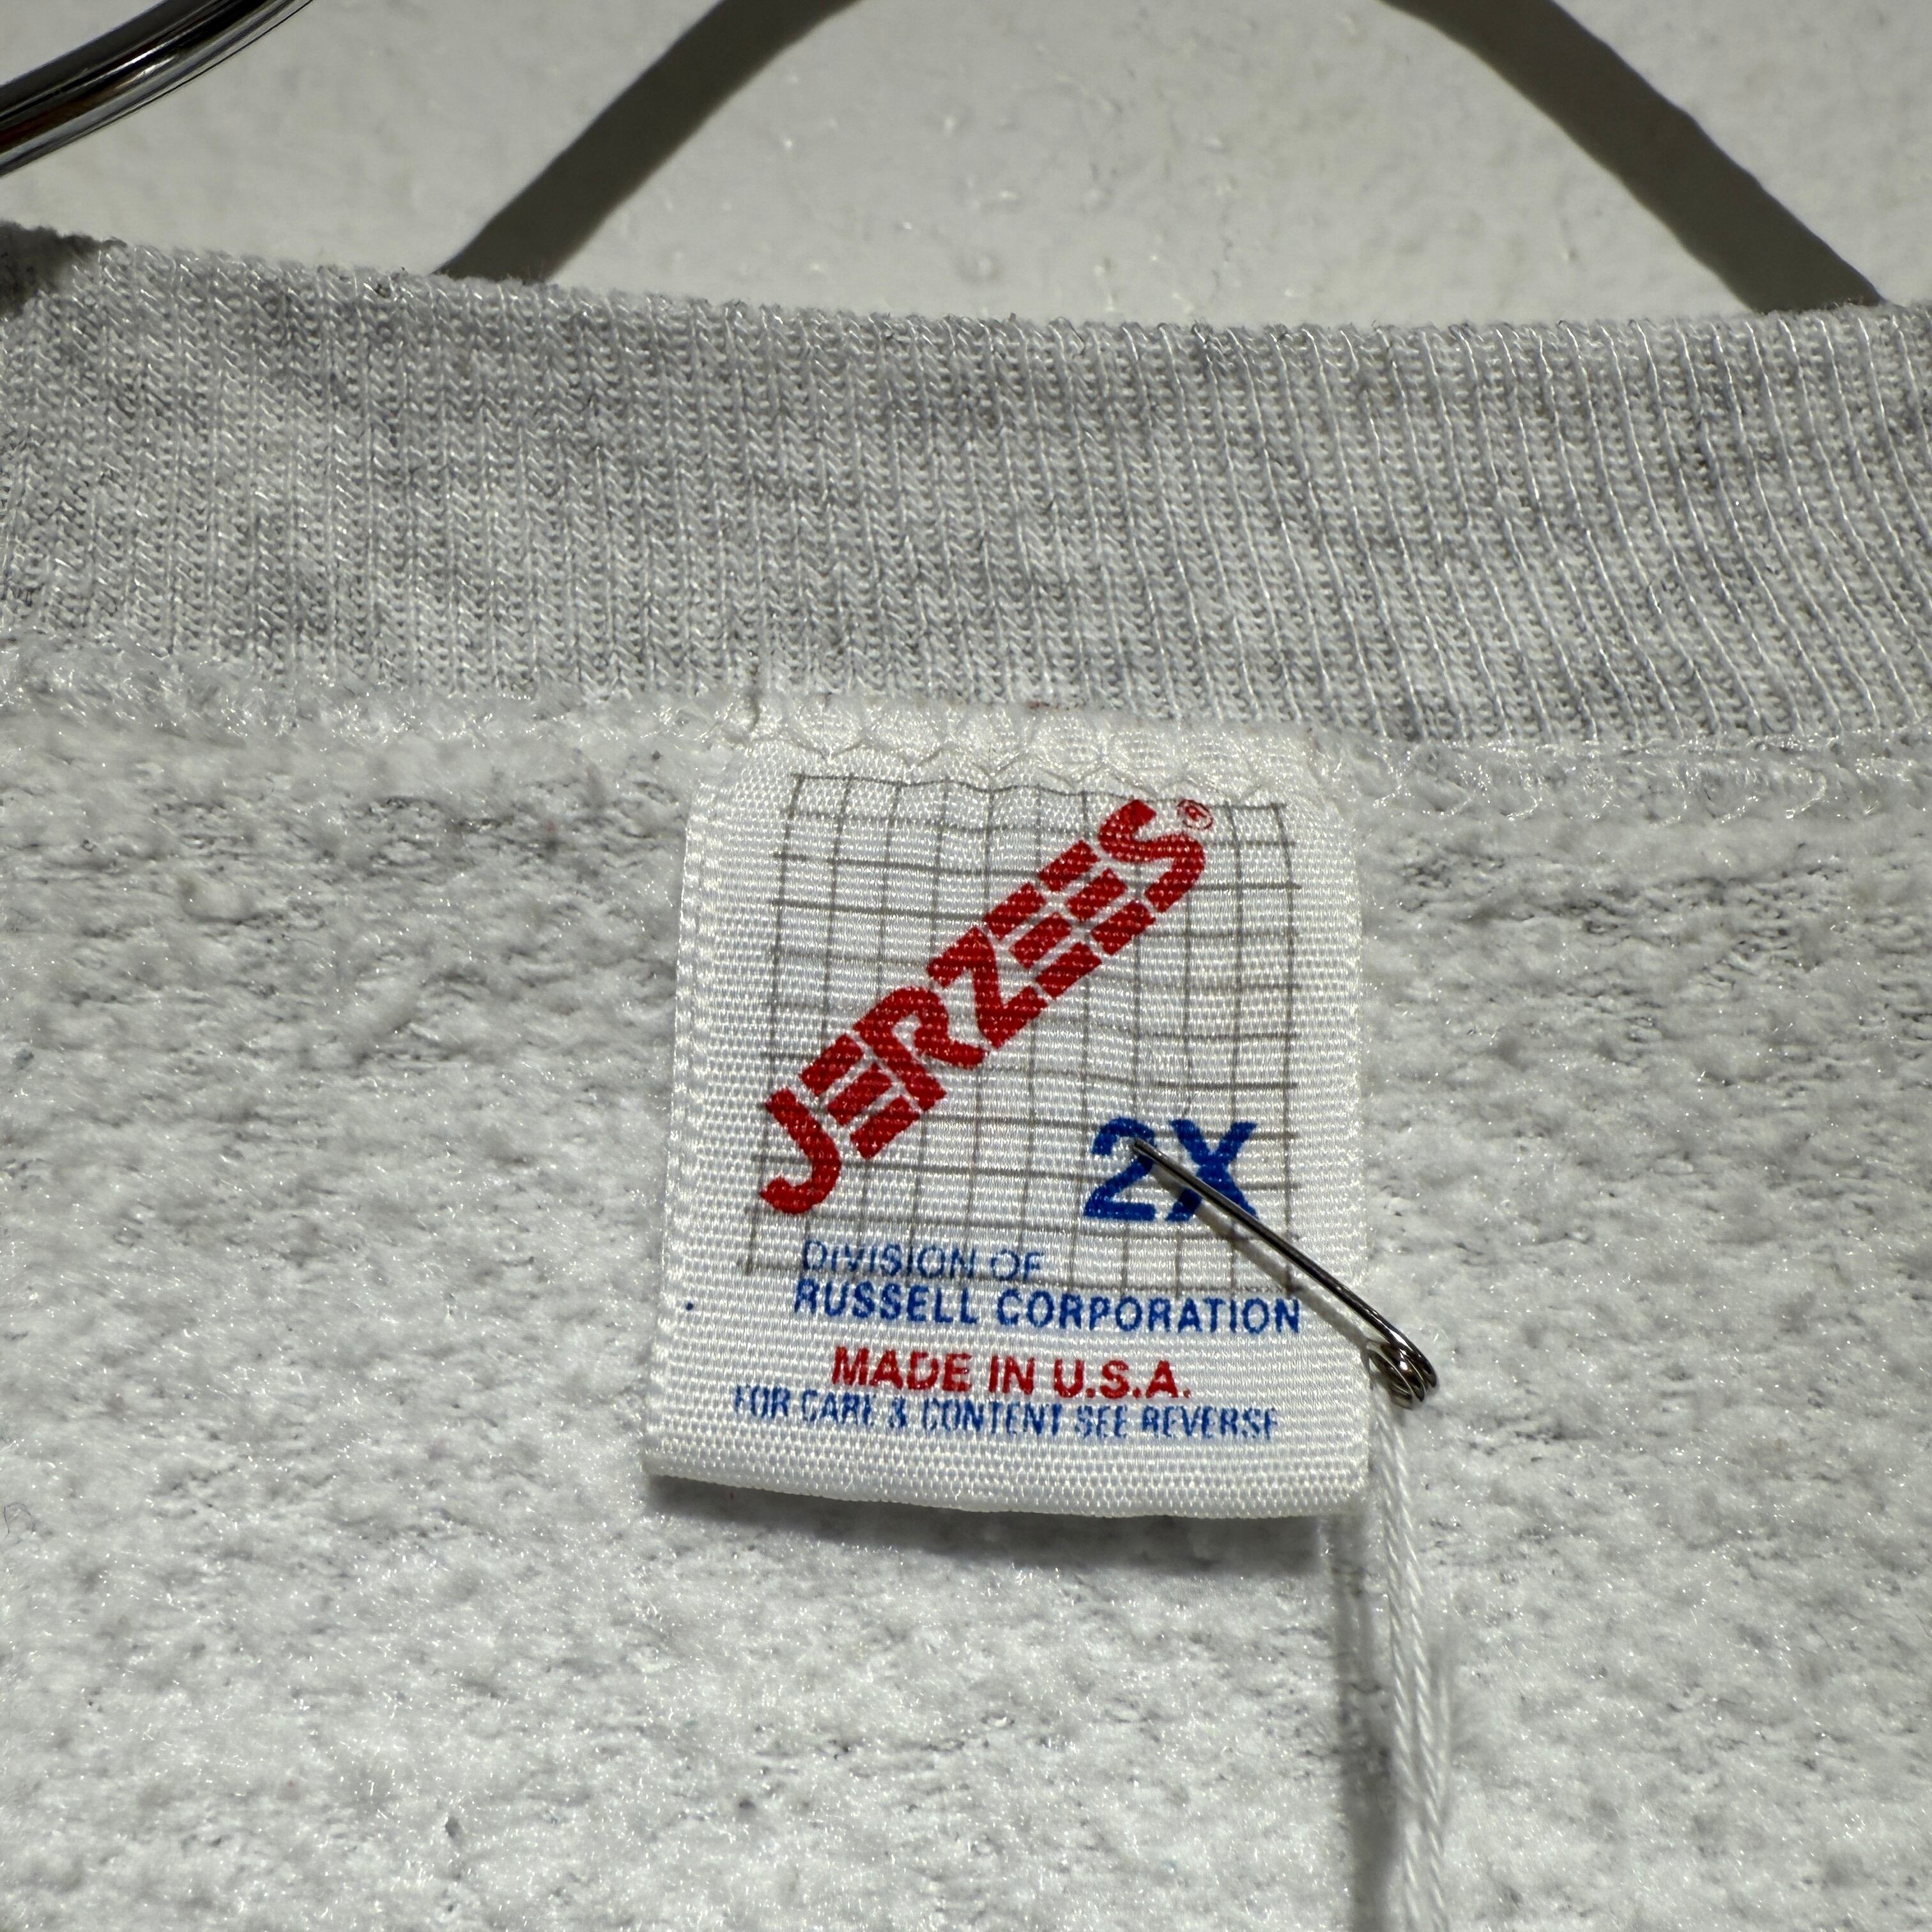 JERZEES®
2X
DIVISION OF
RUSSELL CORPORATION
MADE IN U.S.A.
FOR CARE & CONTENT SEE REVERSE